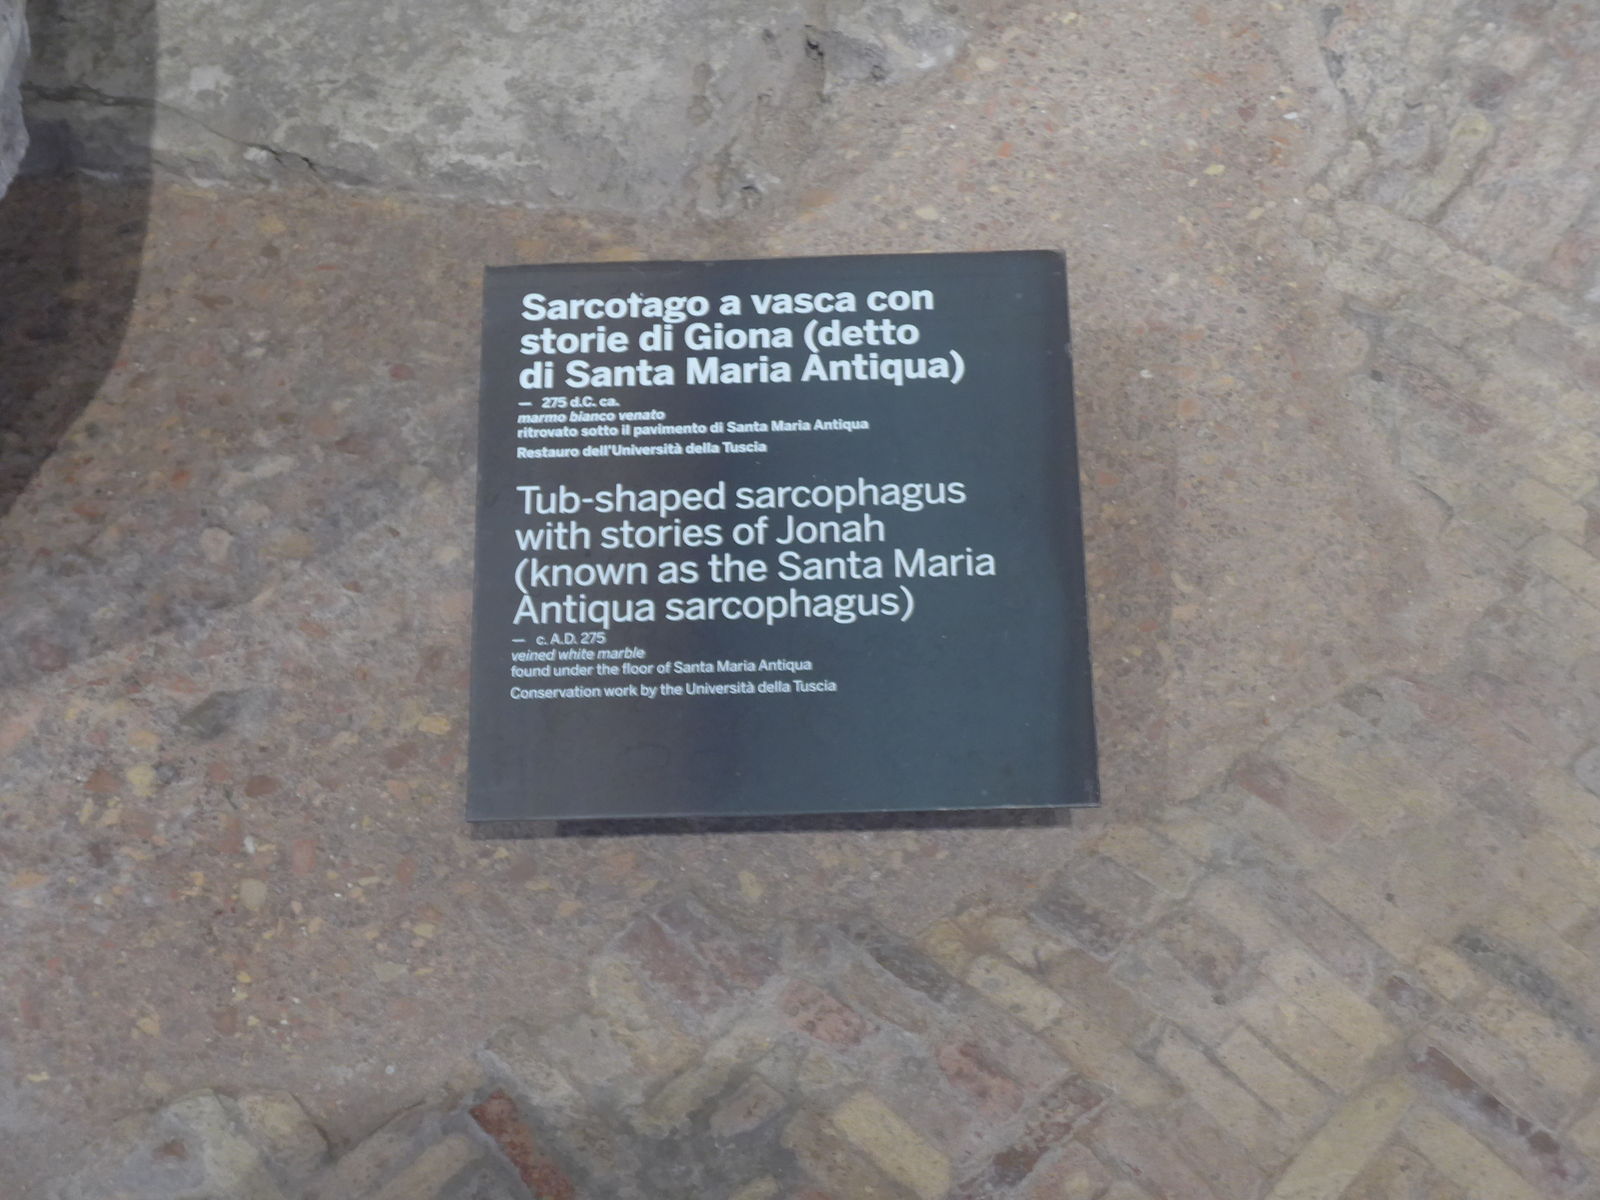 Sarcofago a vasca con
storie di Giona (detto
di Santa Maria Antiqua)
— 275 d.C. ca.
marmo bianco venato
ritrovato sotto il pavimento di Santa Maria Antiqua
Restauro dell'Università della Tuscia
Tub-shaped sarcophagus
with stories of Jonah
(known as the Santa Maria
Antiqua sarcophagus)
— c. A.D. 275
veined white marble
found under the floor of Santa Maria Antiqua
Conservation work by the Università della Tuscia